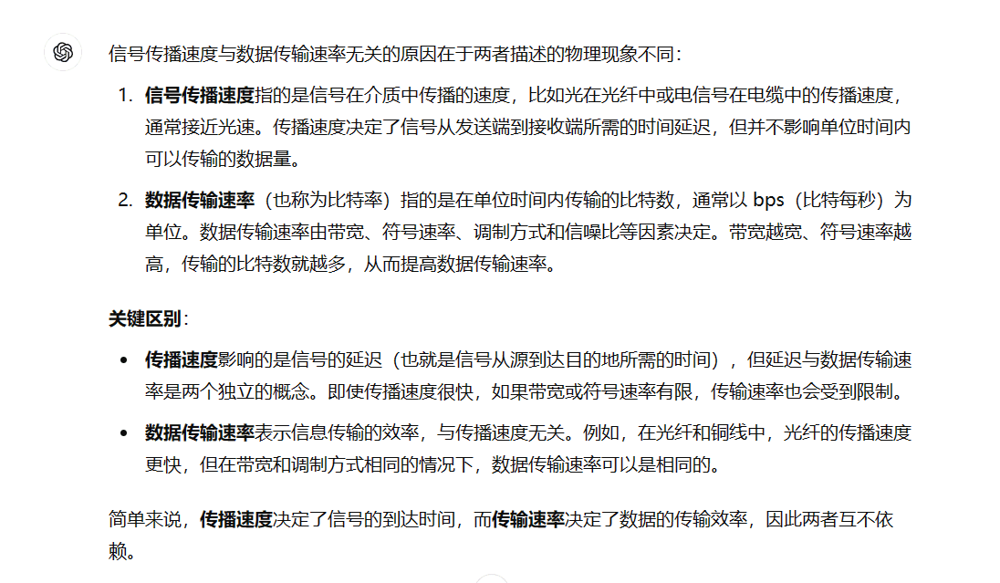 信号传播速度与数据传输速率无关的原因在于两者描述的物理现象不同：
1. 信号传播速度指的是信号在介质中传播的速度，比如光在光纤中或电信号在电缆中的传播速度，
通常接近光速。传播速度决定了信号从发送端到接收端所需的时间延迟，但并不影响单位时间内
可以传输的数据量。
2. 数据传输速率（也称为比特率）指的是在单位时间内传输的比特数，通常以 bps（比特每秒）为
单位。数据传输速率由带宽、符号速率、调制方式和信噪比等因素决定。带宽越宽、符号速率越
高，传输的比特数就越多，从而提高数据传输速率。
关键区别：
• 传播速度影响的是信号的延迟（也就是信号从源到达目的地所需的时间），但延迟与数据传输速
率是两个独立的概念。即使传播速度很快，如果带宽或符号速率有限，传输速率也会受到限制。
• 数据传输速率表示信息传输的效率，与传播速度无关。例如，在光纤和铜线中，光纤的传播速度
更快，但在带宽和调制方式相同的情况下，数据传输速率可以是相同的。
简单来说，传播速度决定了信号的到达时间，而传输速率决定了数据的传输效率，因此两者互不依
赖。